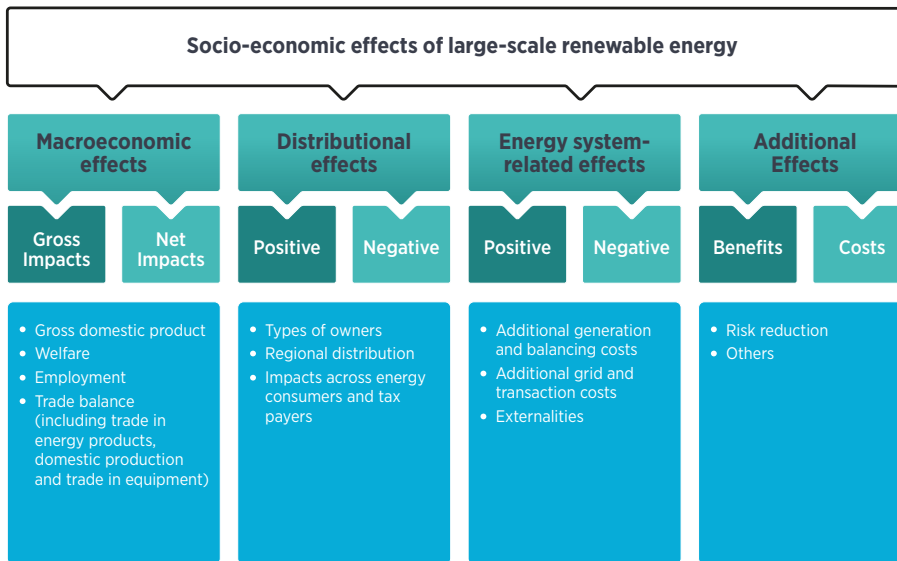 Socio-economic effects of large-scale renewable energy
Macroeconomic
effects
Gross
Impacts
Net
Impacts
• Gross domestic product
• Welfare
• Employment
• Trade balance
(including trade in
energy products,
domestic production
and trade in equipment)
Distributional
effects
Positive
Negative
• Types of owners
• Regional distribution
• Impacts across energy
consumers and tax
payers
Energy system-
related effects
Positive
Negative
• Additional generation
and balancing costs
• Additional grid and
transaction costs
• Externalities
Additional
Effects
Benefits
Costs
• Risk reduction
• Others